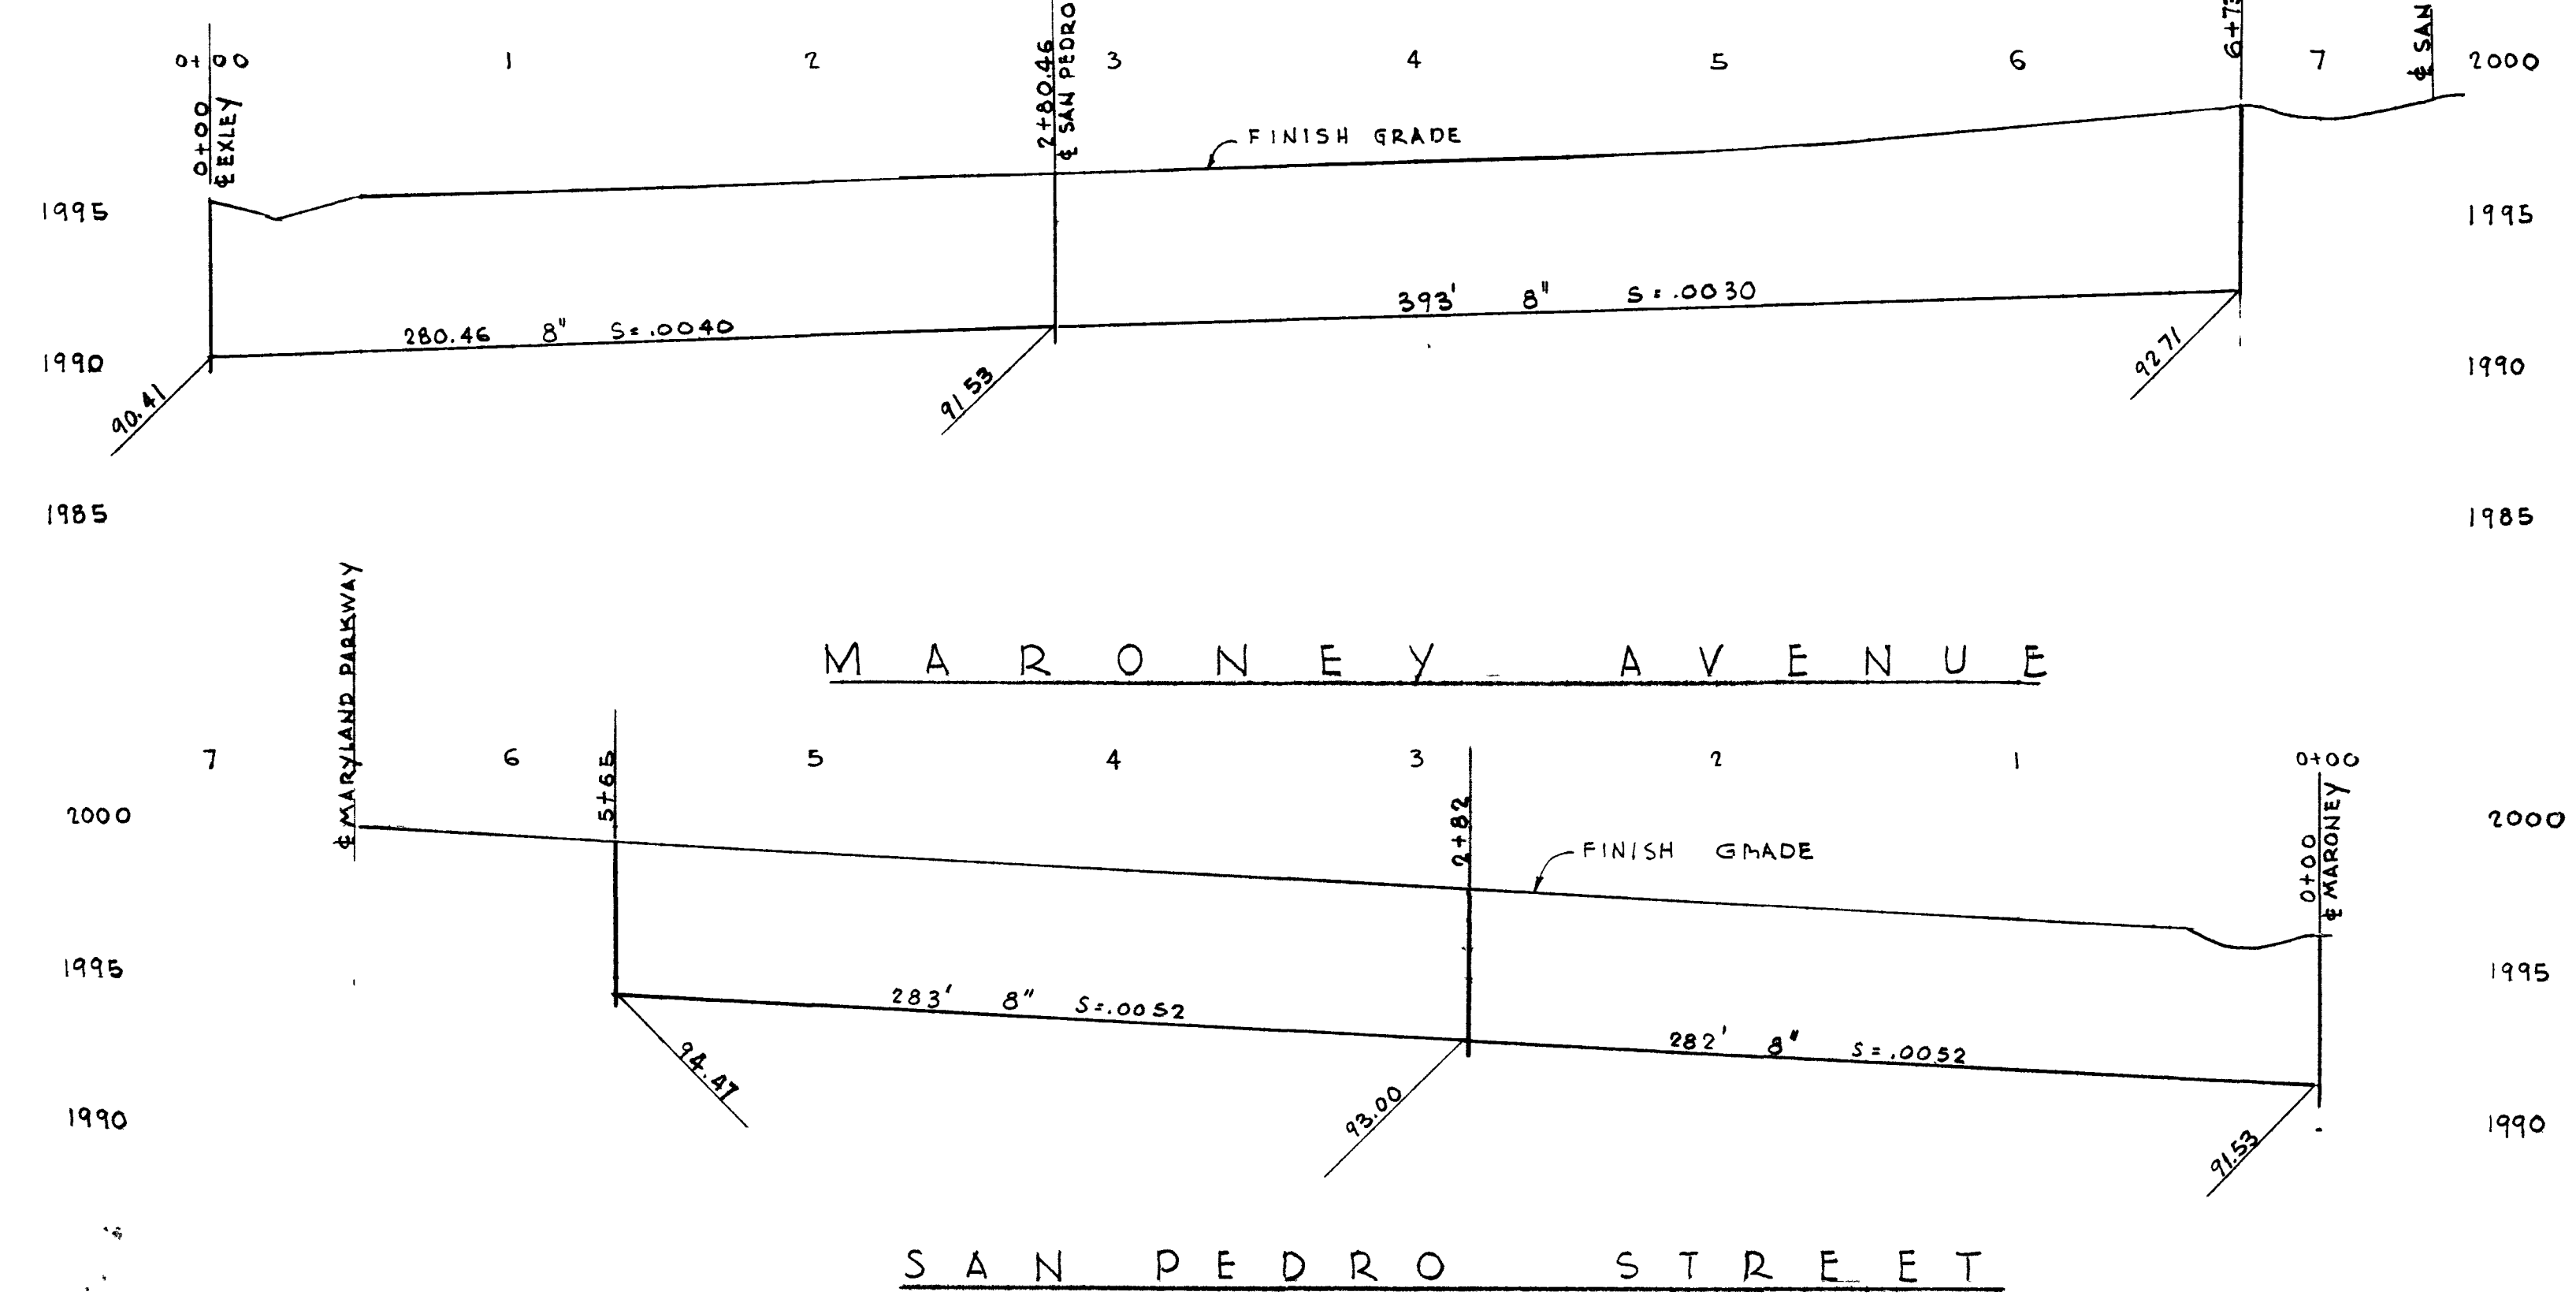 0+00 1 2 3 4 5 6 7 2000
0+00
℄ EXLEY
2+80.46
℄ SAN PEDRO
6+73
℄ SAN
FINISH GRADE
1995 1995
280.46 8" S=.0040
393' 8" S=.0030
1990 1990
90.41
91 53
92 71
1985 1985
MARONEY AVENUE
℄ MARYLAND PARKWAY
7 6 5 4 3 2 1 0+00
5+65
2+82
0+00
℄ MARONEY
2000 2000
FINISH GRADE
1995 1995
283' 8" S=.0052
282' 8" S=.0052
94.47
93.00
91.53
1990 1990
SAN PEDRO STREET